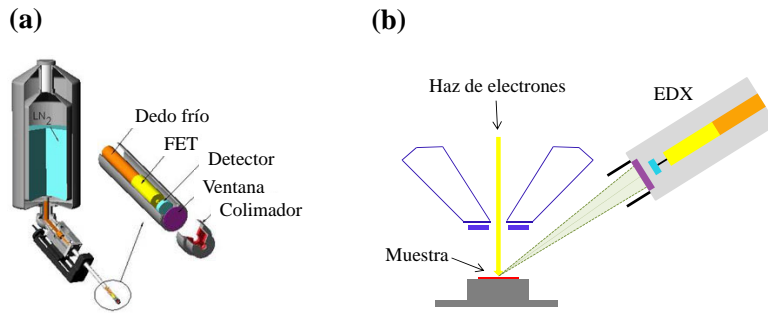 (a)
LN2
Dedo frío
FET
Detector
Ventana
Colimador
(b)
Haz de electrones
EDX
Muestra